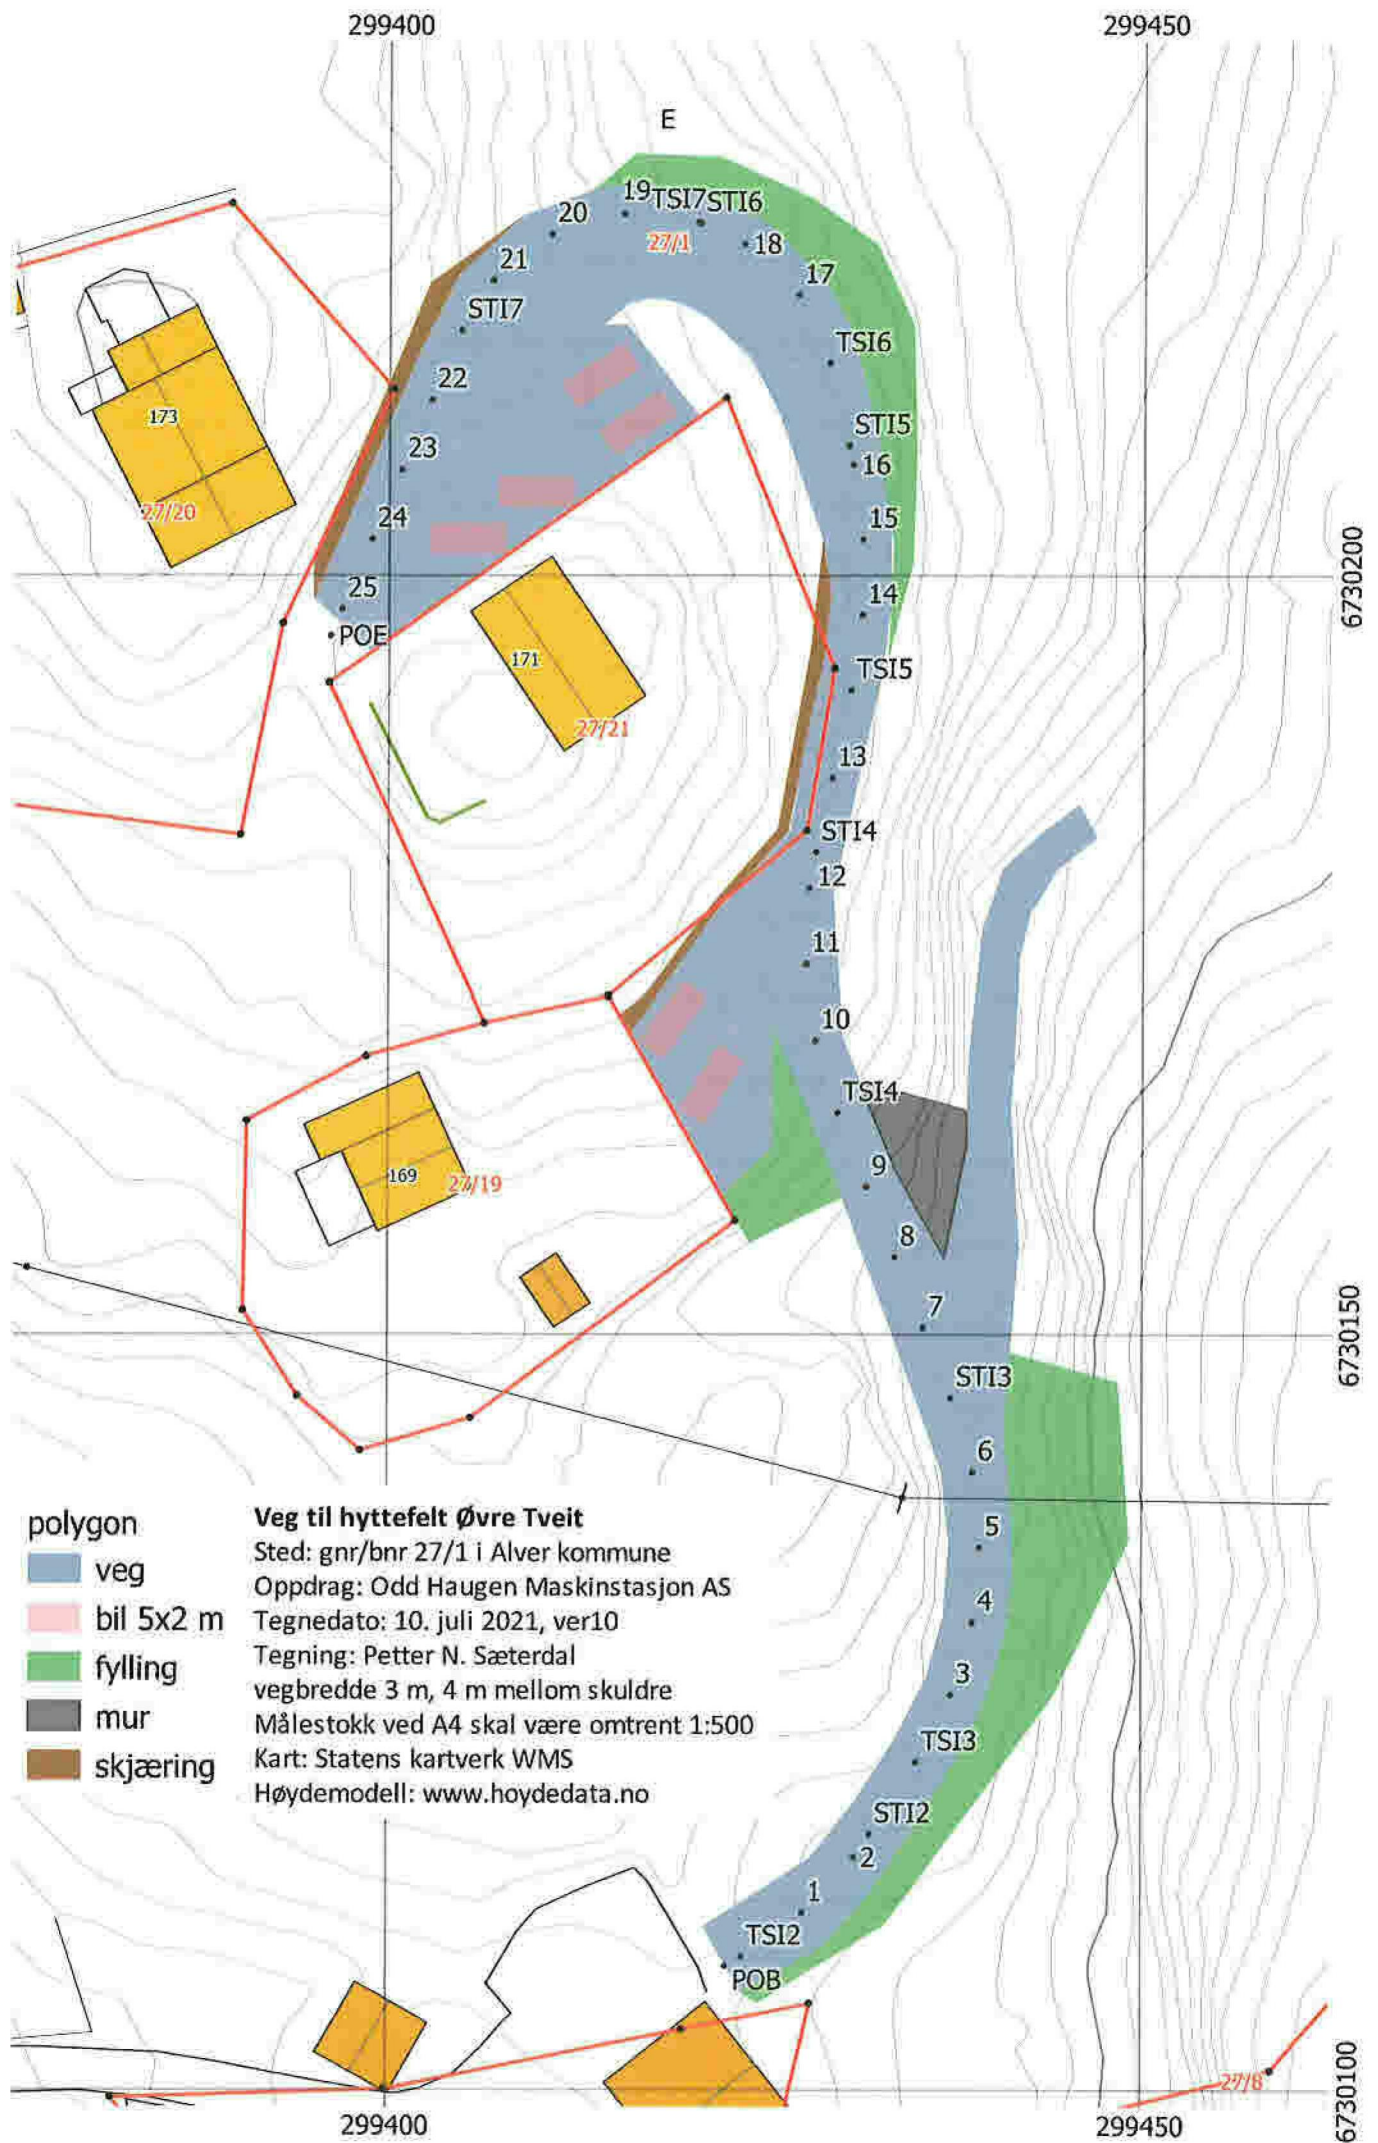 299400
299450
E
19
TSI7
STI6
20
27/1
18
21
17
STI7
TSI6
22
173
STI5
23
16
27/20
24
15
6730200
25
14
POE
171
TSI5
27/21
13
STI4
12
11
10
TSI4
9
169
27/19
8
7
6730150
STI3
6
polygon
veg
bil 5x2 m
fylling
mur
skjæring
Veg til hyttefelt Øvre Tveit
Sted: gnr/bnr 27/1 i Alver kommune
Oppdrag: Odd Haugen Maskinstasjon AS
Tegnedato: 10. juli 2021, ver10
Tegning: Petter N. Sæterdal
vegbredde 3 m, 4 m mellom skuldre
Målestokk ved A4 skal være omtrent 1:500
Kart: Statens kartverk WMS
Høydemodell: www.hoydedata.no
5
4
3
TSI3
STI2
2
1
TSI2
POB
27/8
6730100
299400
299450